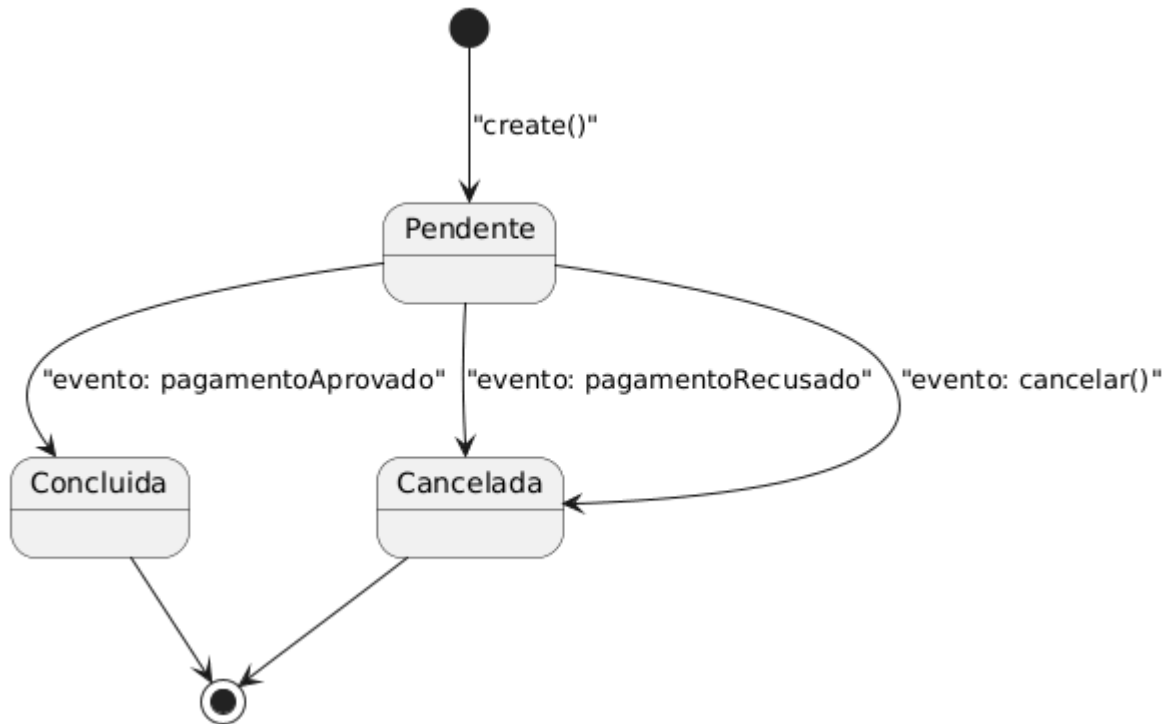 "create()"
Pendente
"evento: pagamentoAprovado"
"evento: pagamentoRecusado"
"evento: cancelar()"
Concluida
Cancelada